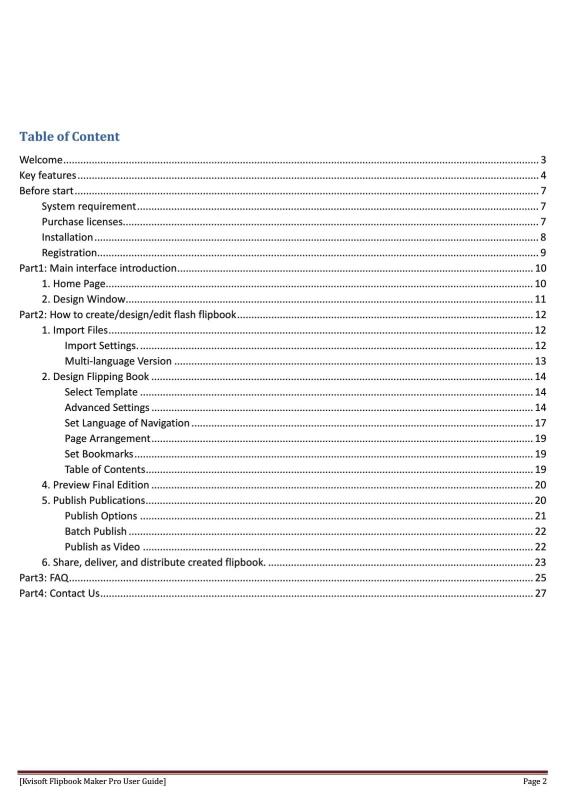 Table of Content
Welcome........................................ 3
Key features........................................ 4
Before start........................................ 7
System requirement........................................ 7
Purchase licenses........................................ 7
Installation........................................ 8
Registration........................................ 9
Part1: Main interface introduction........................................ 10
1. Home Page........................................ 10
2. Design Window........................................ 11
Part2: How to create/design/edit flash flipbook........................................ 12
1. Import Files........................................ 12
Import Settings......................................... 12
Multi-language Version ........................................ 13
2. Design Flipping Book ........................................ 14
Select Template ........................................ 14
Advanced Settings ........................................ 14
Set Language of Navigation ........................................ 17
Page Arrangement........................................ 19
Set Bookmarks........................................ 19
Table of Contents........................................ 19
4. Preview Final Edition ........................................ 20
5. Publish Publications........................................ 20
Publish Options ........................................ 21
Batch Publish ........................................ 22
Publish as Video ........................................ 22
6. Share, deliver, and distribute created flipbook. ........................................ 23
Part3: FAQ........................................ 25
Part4: Contact Us........................................ 27
[Kvisoft Flipbook Maker Pro User Guide] Page 2